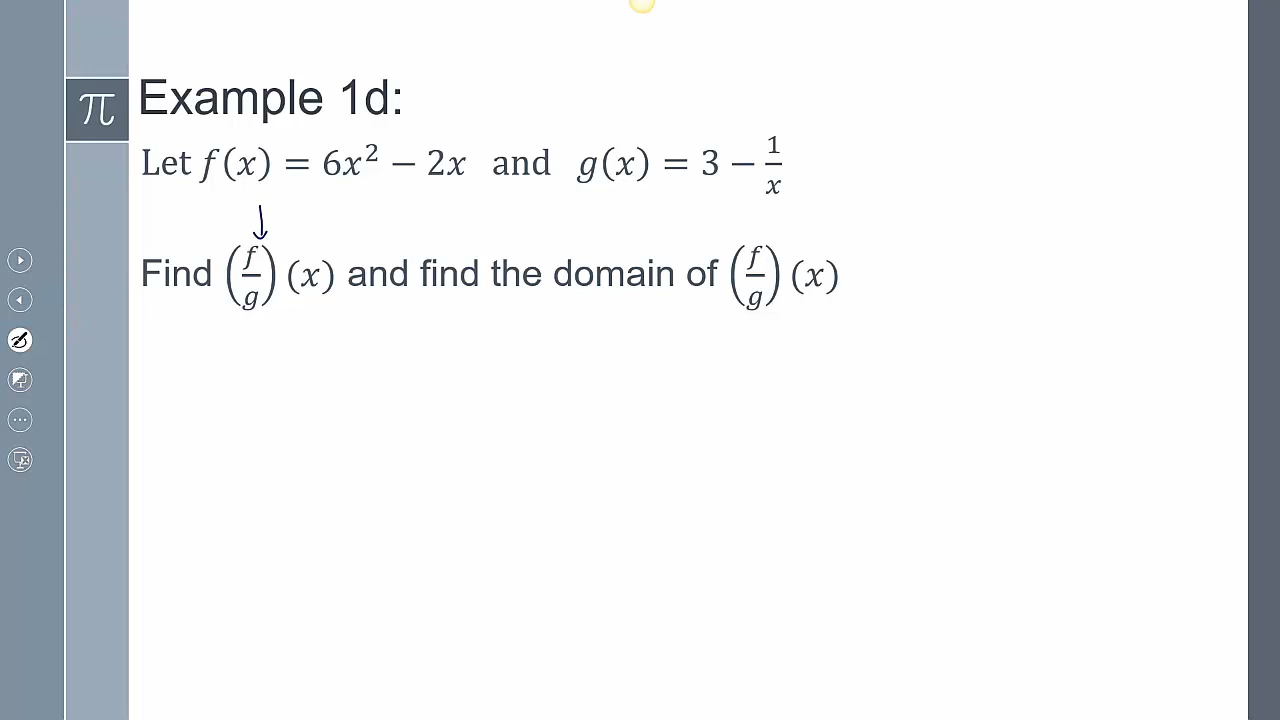 π
Example 1d:
Let f(x) = 6x² − 2x and g(x) = 3 − 1/x
Find (f/g)(x) and find the domain of (f/g)(x)